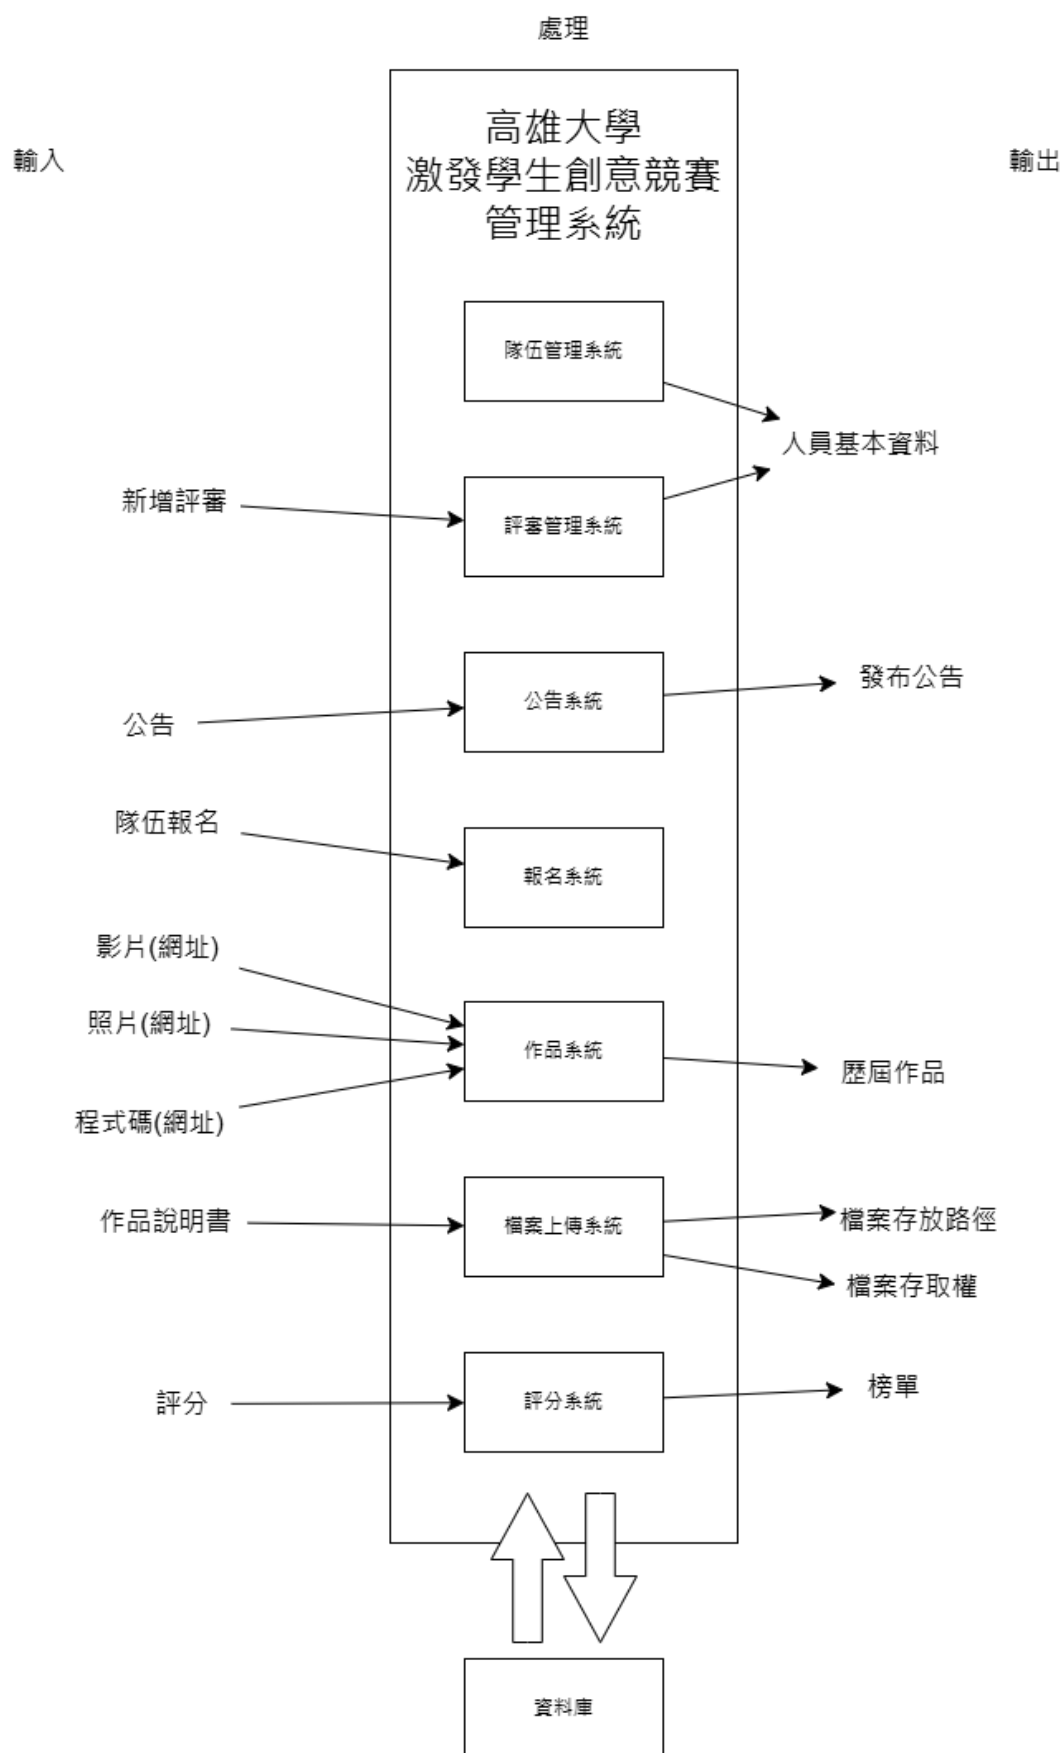 處理
輸入
輸出
高雄大學
激發學生創意競賽
管理系統
隊伍管理系統
人員基本資料
新增評審
評審管理系統
公告
公告系統
發布公告
隊伍報名
報名系統
影片(網址)
照片(網址)
程式碼(網址)
作品系統
歷屆作品
作品說明書
檔案上傳系統
檔案存放路徑
檔案存取權
評分
評分系統
榜單
資料庫